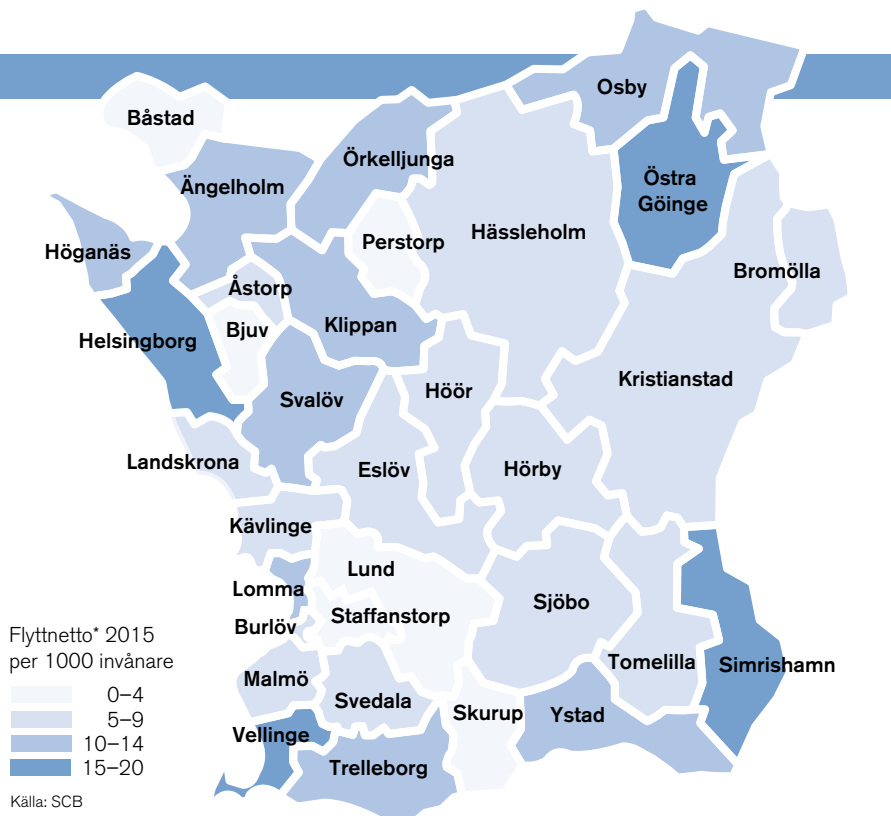 Osby
Båstad
Örkelljunga
Östra
Göinge
Ängelholm
Hässleholm
Perstorp
Höganäs
Bromölla
Åstorp
Klippan
Bjuv
Helsingborg
Kristianstad
Höör
Svalöv
Landskrona
Eslöv
Hörby
Kävlinge
Lund
Lomma
Sjöbo
Staffanstorp
Burlöv
Tomelilla
Simrishamn
Malmö
Svedala
Skurup
Ystad
Vellinge
Trelleborg
Flyttnetto* 2015
per 1000 invånare
0–4
5–9
10–14
15–20
Källa: SCB